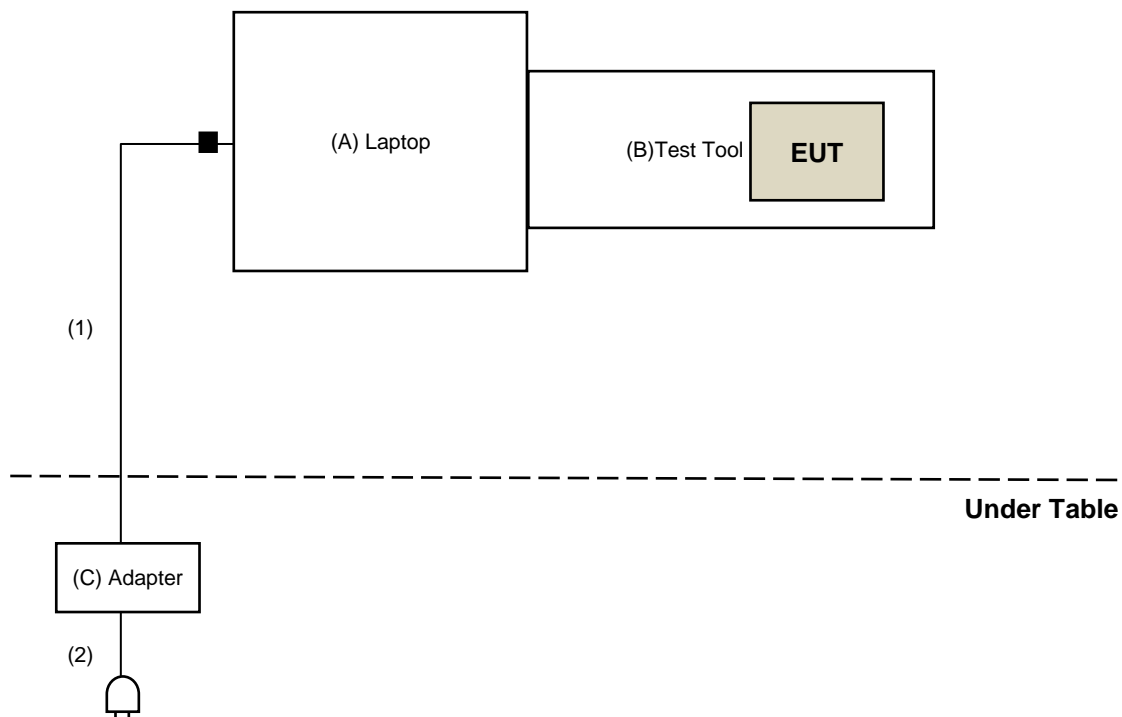 (A) Laptop
(B)Test Tool
EUT
(1)
Under Table
(C) Adapter
(2)